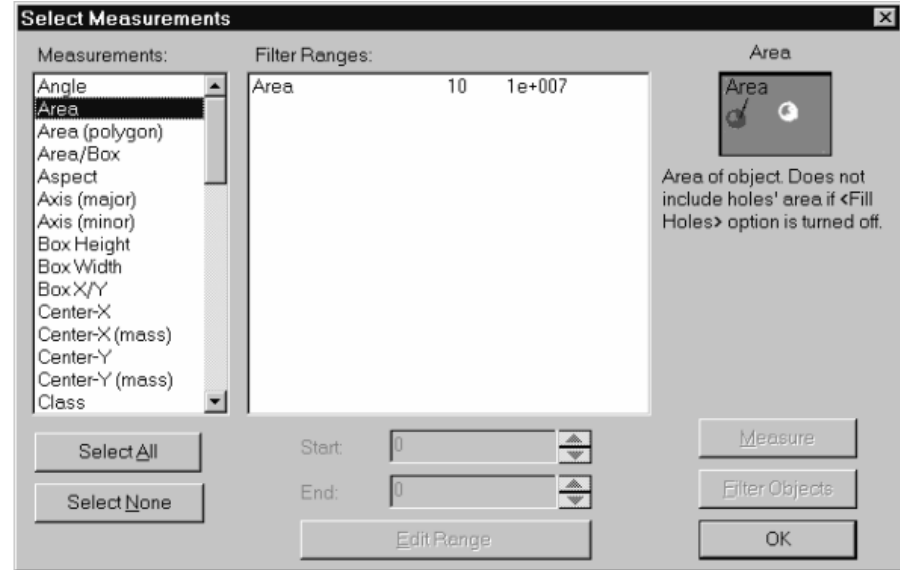 Select Measurements
Measurements:
Angle
Area
Area (polygon)
Area/Box
Aspect
Axis (major)
Axis (minor)
Box Height
Box Width
Box X/Y
Center-X
Center-X (mass)
Center-Y
Center-Y (mass)
Class
Select All
Select None
Filter Ranges:
Area 10 1e+007
Start: 0
End: 0
Edit Range
Area
Area
Area of object. Does not
include holes' area if <Fill
Holes> option is turned off.
Measure
Filter Objects
OK